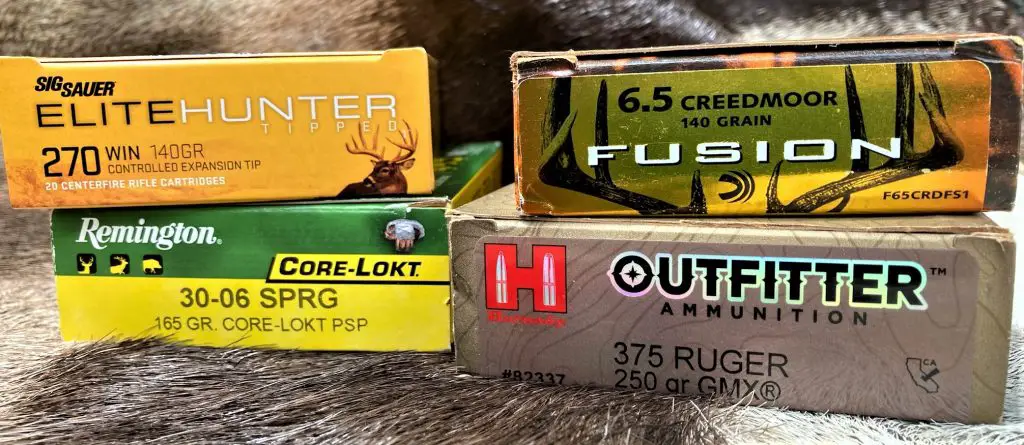 SIG SAUER
ELITEHUNTER
TIPPED
270 WIN 140GR
CONTROLLED EXPANSION TIP
20 CENTERFIRE RIFLE CARTRIDGES
6.5 CREEDMOOR
140 GRAIN
FUSION
F65CRDFS1
Remington®
CORE-LOKT
30-06 SPRG
165 GR. CORE-LOKT PSP
H
Hornady
OUTFITTER™
AMMUNITION
375 RUGER
#82337
250 gr GMX®
CA